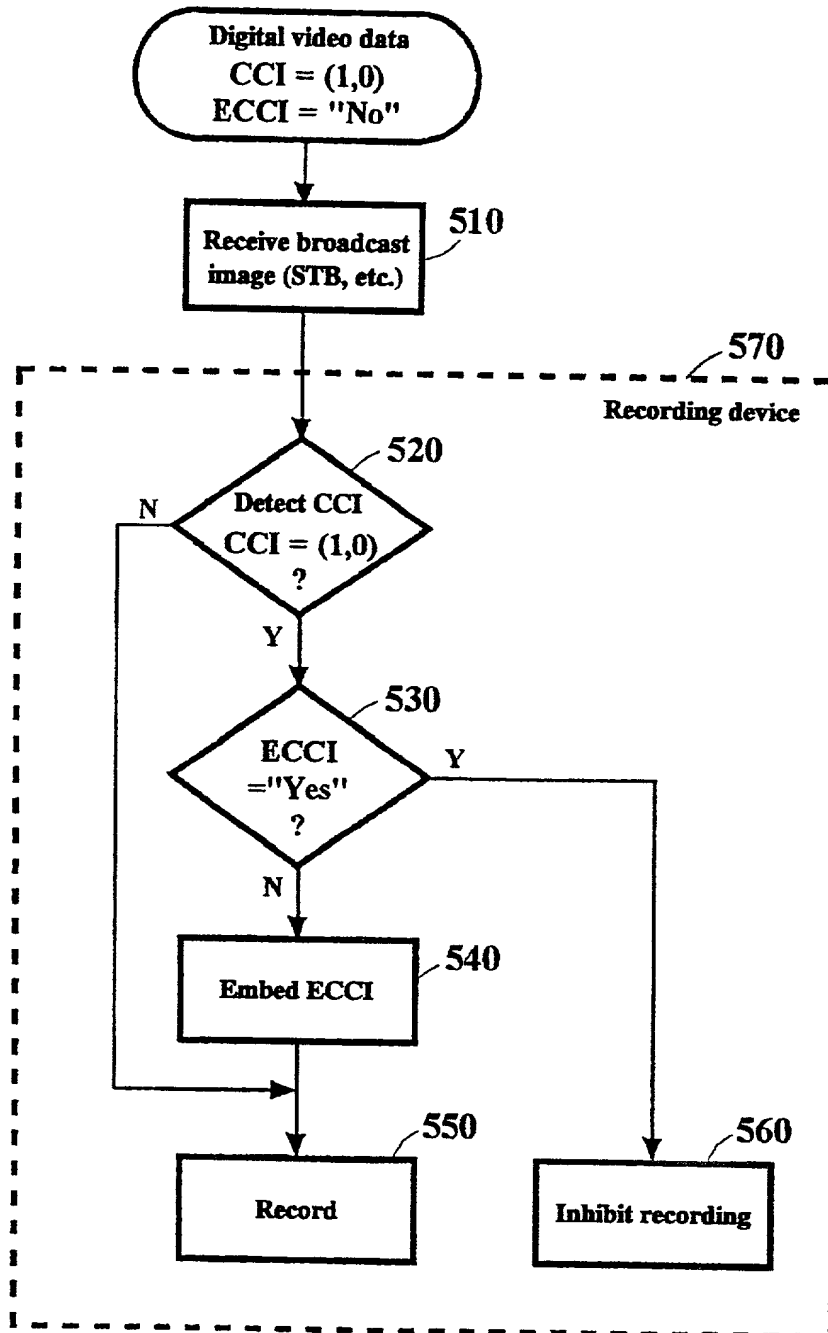 Digital video data
CCI = (1,0)
ECCI = "No"
Receive broadcast
image (STB, etc.)
510
570
Recording device
520
N
Detect CCI
CCI = (1,0)
?
Y
530
ECCI
="Yes"
?
Y
N
540
Embed ECCI
550
Record
560
Inhibit recording